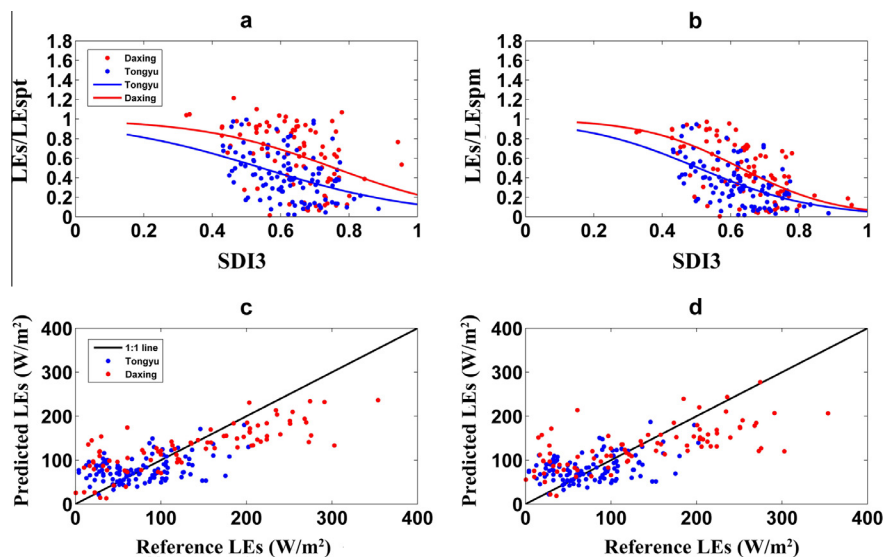 a
LEs/LEspt
1.8
1.6
1.4
1.2
1
0.8
0.6
0.4
0.2
0
Daxing
Tongyu
Tongyu
Daxing
0 0.2 0.4 0.6 0.8 1
SDI3
b
LEs/LEspm
1.8
1.6
1.4
1.2
1
0.8
0.6
0.4
0.2
0
0 0.2 0.4 0.6 0.8 1
SDI3
c
Predicted LEs (W/m²)
400
300
200
100
0
1:1 line
Tongyu
Daxing
0 100 200 300 400
Reference LEs (W/m²)
d
Predicted LEs (W/m²)
400
300
200
100
0
0 100 200 300 400
Reference LEs (W/m²)